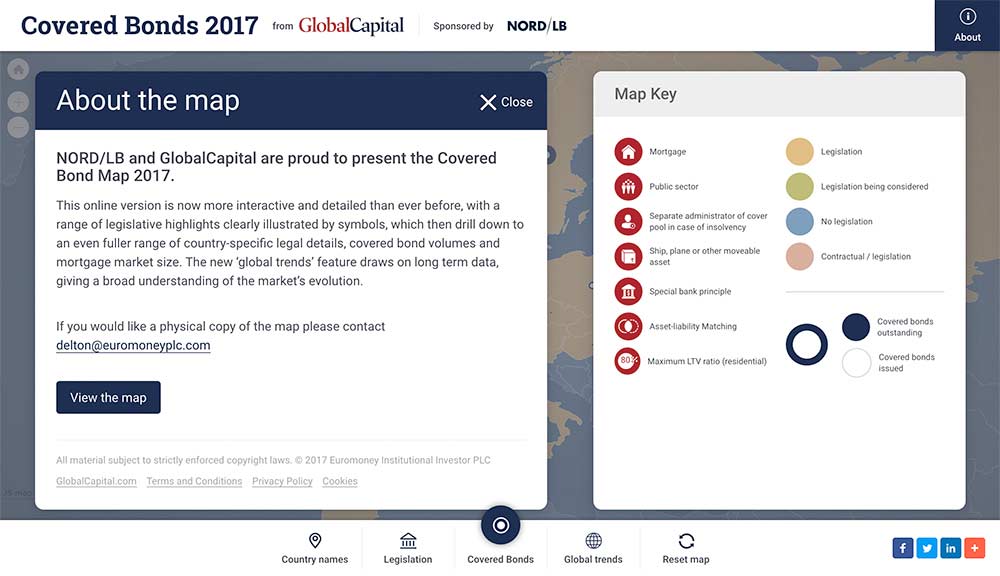 Covered Bonds 2017
from GlobalCapital
Sponsored by NORD/LB
About
About the map
Close
NORD/LB and GlobalCapital are proud to present the Covered
Bond Map 2017.
This online version is now more interactive and detailed than ever before, with a
range of legislative highlights clearly illustrated by symbols, which then drill down to
an even fuller range of country-specific legal details, covered bond volumes and
mortgage market size. The new ‘global trends’ feature draws on long term data,
giving a broad understanding of the market’s evolution.
If you would like a physical copy of the map please contact
delton@euromoneyplc.com
View the map
All material subject to strictly enforced copyright laws. © 2017 Euromoney Institutional Investor PLC
GlobalCapital.com Terms and Conditions Privacy Policy Cookies
JS map
Map Key
Mortgage
Public sector
Separate administrator of cover
pool in case of insolvency
Ship, plane or other moveable
asset
Special bank principle
Asset-liability Matching
80%
Maximum LTV ratio (residential)
Legislation
Legislation being considered
No legislation
Contractual / legislation
Covered bonds
outstanding
Covered bonds
issued
Country names
Legislation
Covered Bonds
Global trends
Reset map